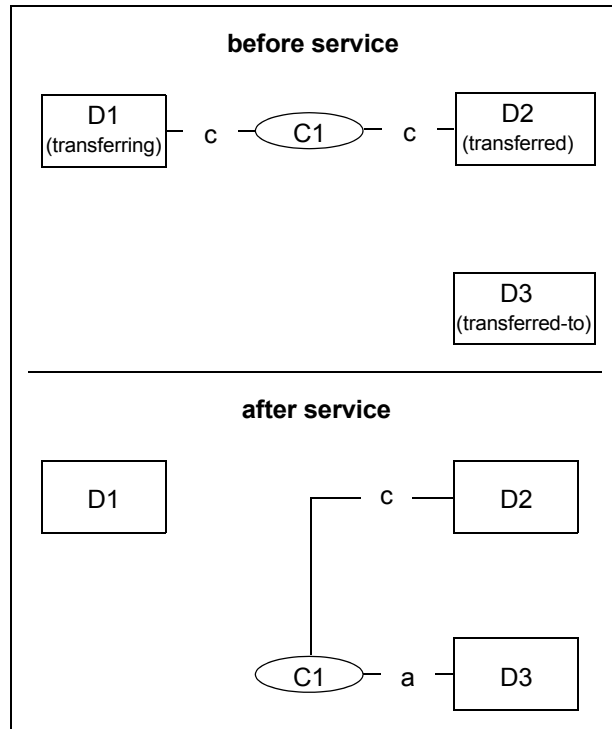 before service
D1
(transferring)
c
C1
c
D2
(transferred)
D3
(transferred-to)
after service
D1
c
D2
C1
a
D3